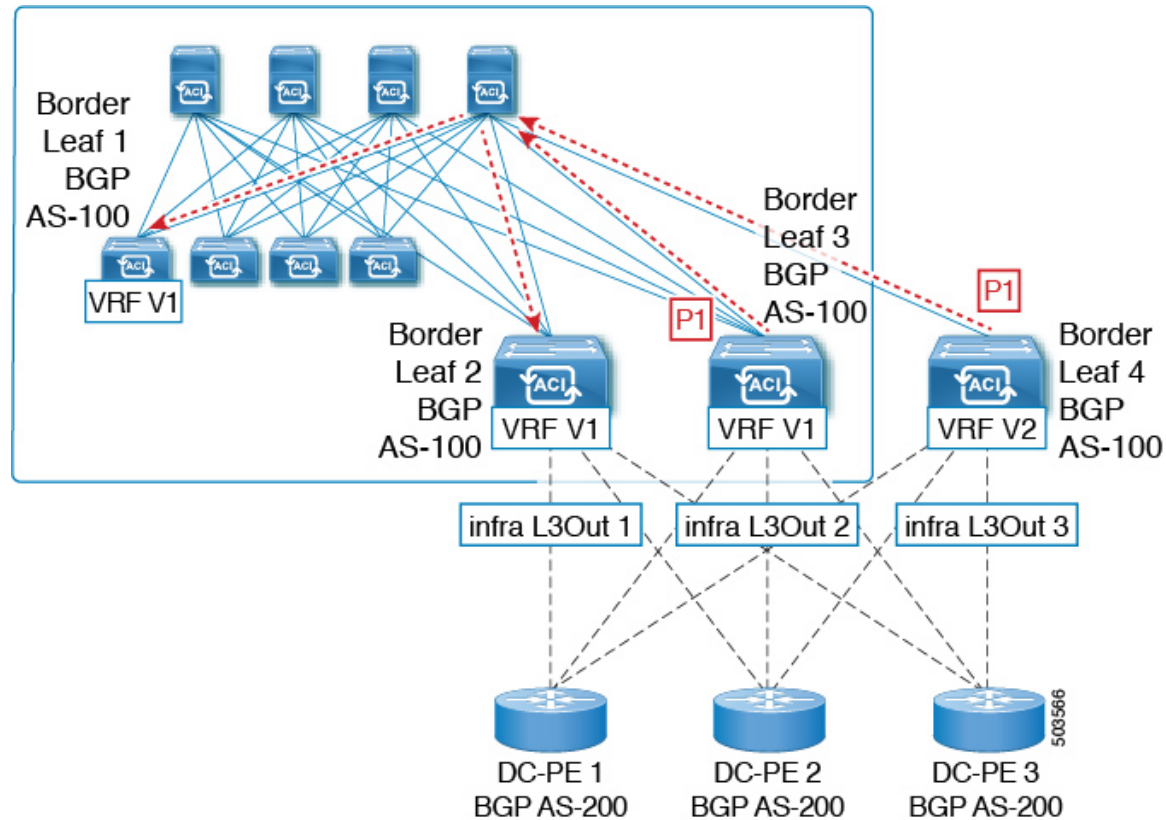 ACI
ACI
ACI
ACI
Border
Leaf 1
BGP
AS-100
ACI
ACI
ACI
ACI
VRF V1
Border
Leaf 3
BGP
AS-100
P1
P1
Border
Leaf 2
BGP
AS-100
ACI
VRF V1
ACI
VRF V1
ACI
VRF V2
Border
Leaf 4
BGP
AS-100
infra L3Out 1
infra L3Out 2
infra L3Out 3
DC-PE 1
BGP AS-200
DC-PE 2
BGP AS-200
DC-PE 3
BGP AS-200
503566